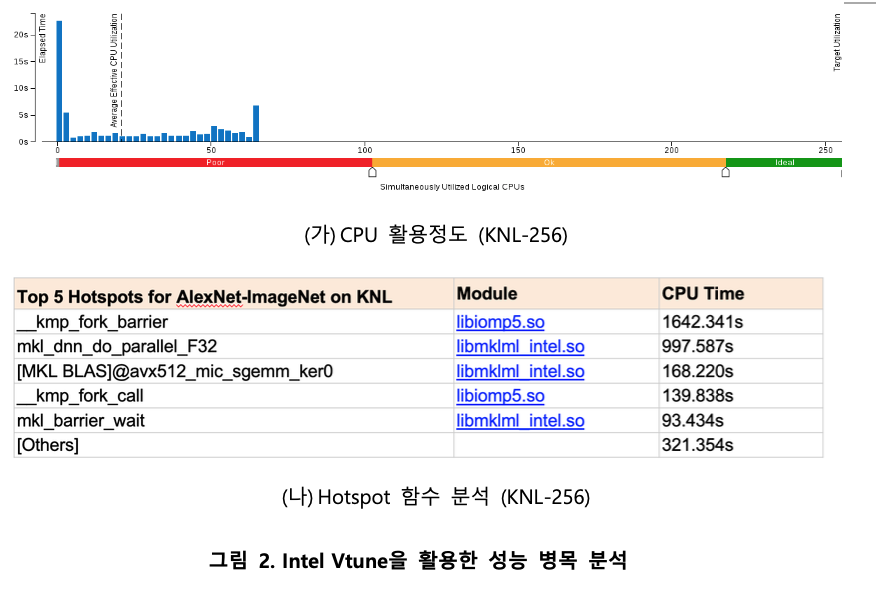 Elapsed Time
20s
15s
10s
5s
0s
Average Effective CPU Utilization
Target Utilization
0 50 100 150 200 250
Poor Ok Ideal
Simultaneously Utilized Logical CPUs
(가) CPU 활용정도 (KNL-256)
Top 5 Hotspots for AlexNet-ImageNet on KNL Module CPU Time
__kmp_fork_barrier libiomp5.so 1642.341s
mkl_dnn_do_parallel_F32 libmklml_intel.so 997.587s
[MKL BLAS]@avx512_mic_sgemm_ker0 libmklml_intel.so 168.220s
__kmp_fork_call libiomp5.so 139.838s
mkl_barrier_wait libmklml_intel.so 93.434s
[Others] 321.354s
(나) Hotspot 함수 분석 (KNL-256)
그림 2. Intel Vtune을 활용한 성능 병목 분석